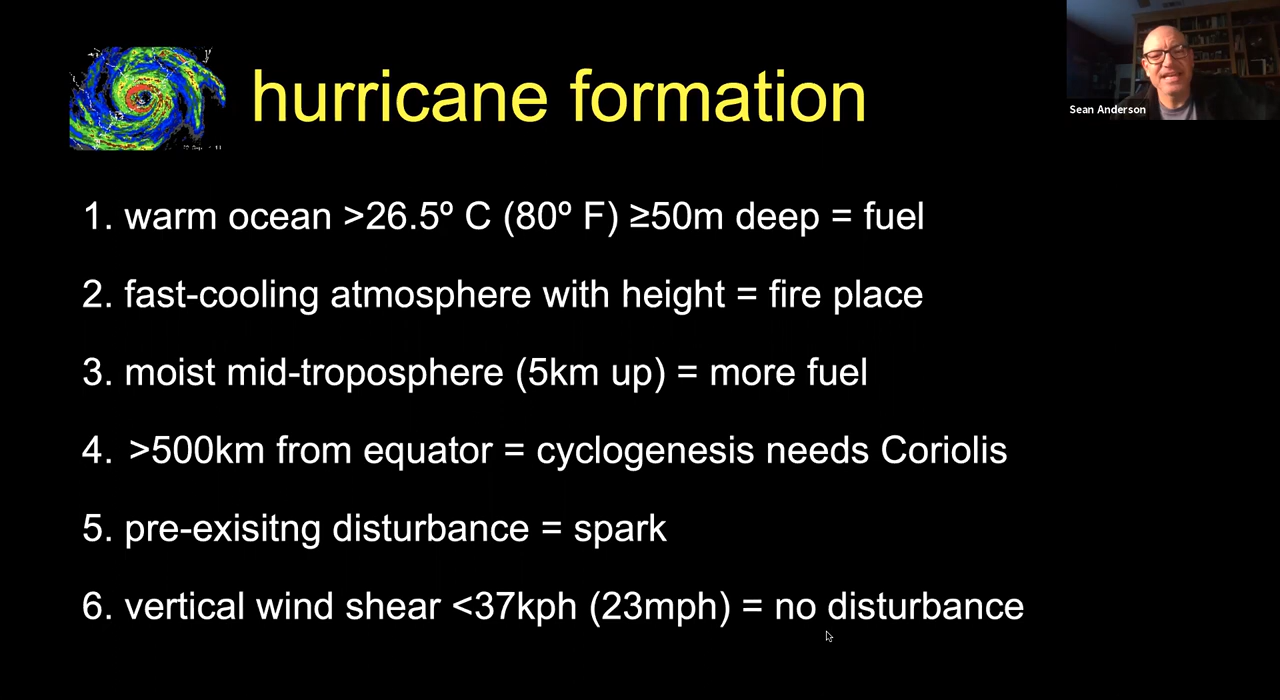 hurricane formation
Sean Anderson
1. warm ocean >26.5º C (80º F) ≥50m deep = fuel
2. fast-cooling atmosphere with height = fire place
3. moist mid-troposphere (5km up) = more fuel
4. >500km from equator = cyclogenesis needs Coriolis
5. pre-exisitng disturbance = spark
6. vertical wind shear <37kph (23mph) = no disturbance